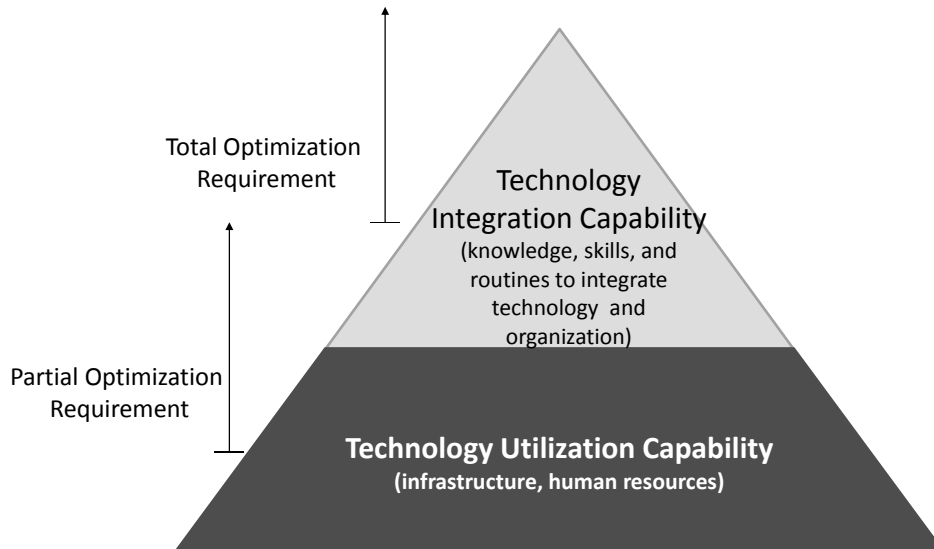 Total Optimization
Requirement
Technology
Integration Capability
(knowledge, skills, and
routines to integrate
technology and
organization)
Partial Optimization
Requirement
Technology Utilization Capability
(infrastructure, human resources)